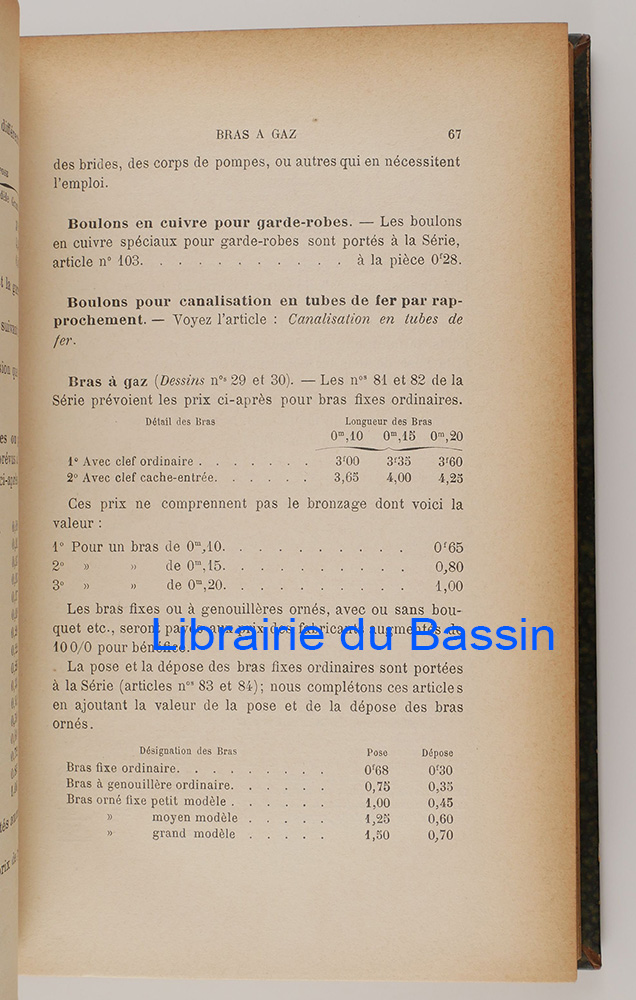 BRAS A GAZ 67
des brides, des corps de pompes, ou autres qui en nécessitent
l'emploi.
Boulons en cuivre pour garde-robes. — Les boulons
en cuivre spéciaux pour garde-robes sont portés à la Série,
article n° 103. . . . . . . . . . . à la pièce 0ᶠ28.
Boulons pour canalisation en tubes de fer par rap-
prochement. — Voyez l'article : Canalisation en tubes de
fer.
Bras à gaz (Dessins nᵒˢ 29 et 30). — Les nᵒˢ 81 et 82 de la
Série prévoient les prix ci-après pour bras fixes ordinaires.
Détail des Bras Longueur des Bras
0ᵐ,10 0ᵐ,15 0ᵐ,20
1° Avec clef ordinaire . . . . . . . 3ᶠ00 3ᶠ35 3ᶠ60
2° Avec clef cache-entrée. . . . . . 3,65 4,00 4,25
Ces prix ne comprennent pas le bronzage dont voici la
valeur :
1° Pour un bras de 0ᵐ,10. . . . . . . . . 0ᶠ65
2° » » de 0ᵐ,15. . . . . . . . . 0,80
3° » » de 0ᵐ,20. . . . . . . . . 1,00
Les bras fixes ou à genouillères ornés, avec ou sans bou-
quet etc., seront payés aux prix des fabricants augmentés de
10 0/0 pour bénéfice.
Librairie du Bassin
La pose et la dépose des bras fixes ordinaires sont portées
à la Série (articles nᵒˢ 83 et 84); nous complétons ces articles
en ajoutant la valeur de la pose et de la dépose des bras
ornés.
Désignation des Bras Pose Dépose
Bras fixe ordinaire. . . . . . . . 0ᶠ68 0ᶠ30
Bras à genouillère ordinaire. . . . . . 0,75 0,35
Bras orné fixe petit modèle . . . . . . 1,00 0,45
» moyen modèle . . . . . 1,25 0,60
» grand modèle . . . . . 1,50 0,70